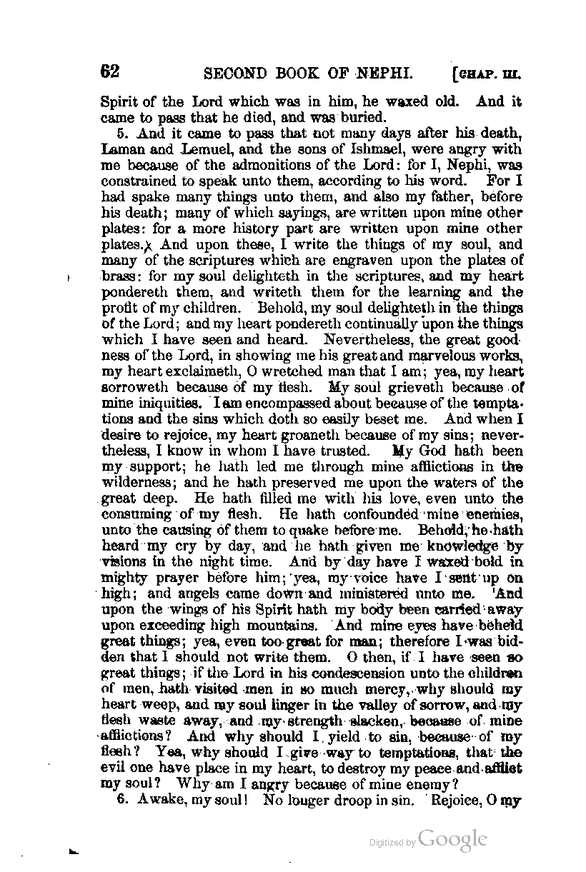 62 SECOND BOOK OF NEPHI. [CHAP. III.
Spirit of the Lord which was in him, he waxed old. And it
came to pass that he died, and was buried.
5. And it came to pass that not many days after his death,
Laman and Lemuel, and the sons of Ishmael, were angry with
me because of the admonitions of the Lord: for I, Nephi, was
constrained to speak unto them, according to his word. For I
had spake many things unto them, and also my father, before
his death; many of which sayings, are written upon mine other
plates: for a more history part are written upon mine other
plates. And upon these, I write the things of my soul, and
many of the scriptures which are engraven upon the plates of
brass: for my soul delighteth in the scriptures, and my heart
pondereth them, and writeth them for the learning and the
profit of my children. Behold, my soul delighteth in the things
of the Lord; and my heart pondereth continually upon the things
which I have seen and heard. Nevertheless, the great good-
ness of the Lord, in showing me his great and marvelous works,
my heart exclaimeth, O wretched man that I am; yea, my heart
sorroweth because of my flesh. My soul grieveth because of
mine iniquities. I am encompassed about because of the tempta-
tions and the sins which doth so easily beset me. And when I
desire to rejoice, my heart groaneth because of my sins; never-
theless, I know in whom I have trusted. My God hath been
my support; he hath led me through mine afflictions in the
wilderness; and he hath preserved me upon the waters of the
great deep. He hath filled me with his love, even unto the
consuming of my flesh. He hath confounded mine enemies,
unto the causing of them to quake before me. Behold, he hath
heard my cry by day, and he hath given me knowledge by
visions in the night time. And by day have I waxed bold in
mighty prayer before him; yea, my voice have I sent up on
high; and angels came down and ministered unto me. And
upon the wings of his Spirit hath my body been carried away
upon exceeding high mountains. And mine eyes have beheld
great things; yea, even too great for man; therefore I was bid-
den that I should not write them. O then, if I have seen so
great things; if the Lord in his condescension unto the children
of men, hath visited men in so much mercy, why should my
heart weep, and my soul linger in the valley of sorrow, and my
flesh waste away, and my strength slacken, because of mine
afflictions? And why should I yield to sin, because of my
flesh? Yea, why should I give way to temptations, that the
evil one have place in my heart, to destroy my peace and afflict
my soul? Why am I angry because of mine enemy?
6. Awake, my soul! No longer droop in sin. Rejoice, O my
Digitized by Google